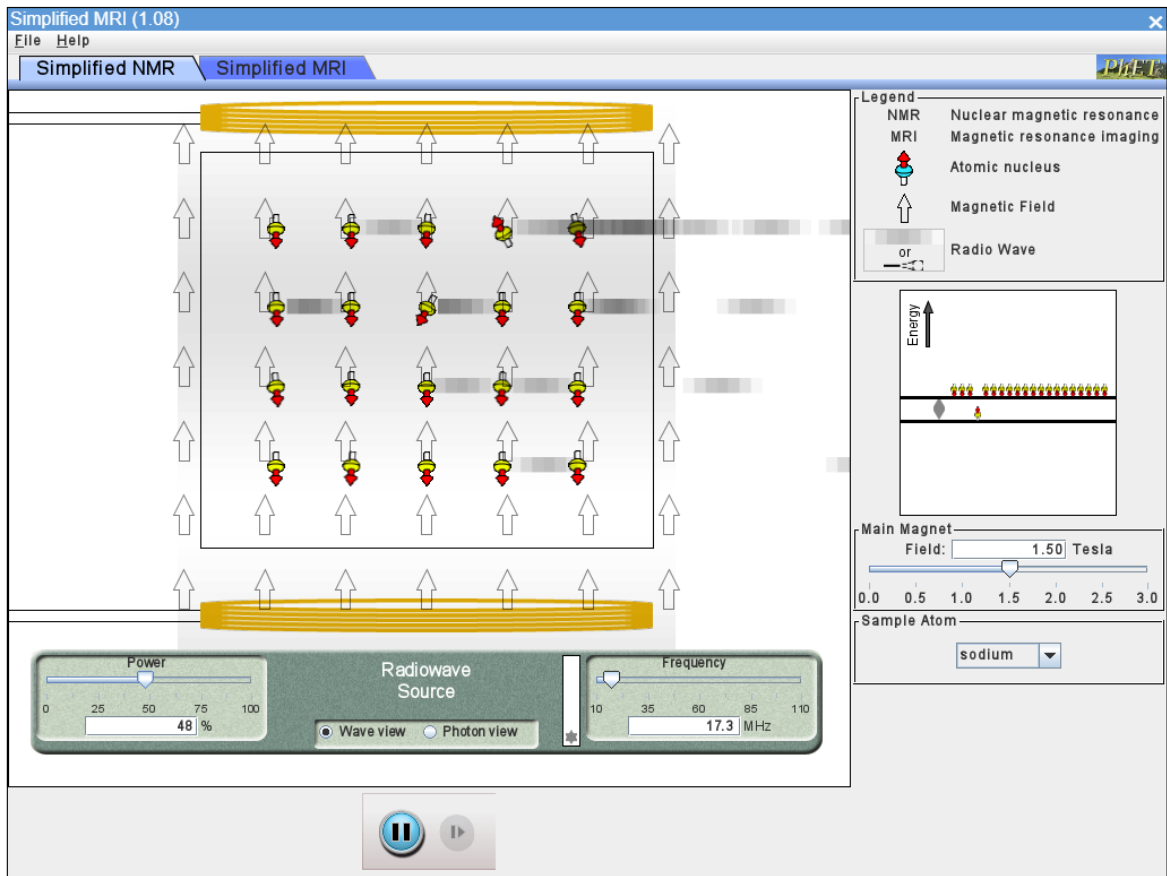 Simplified MRI (1.08)
File Help
Simplified NMR Simplified MRI
PhET
Legend
NMR Nuclear magnetic resonance
MRI Magnetic resonance imaging
Atomic nucleus
Magnetic Field
or Radio Wave
Energy
Main Magnet
Field: 1.50 Tesla
0.0 0.5 1.0 1.5 2.0 2.5 3.0
Sample Atom
sodium
Power
0 25 50 75 100
48 %
Radiowave
Source
Wave view Photon view
Frequency
10 35 60 85 110
17.3 MHz